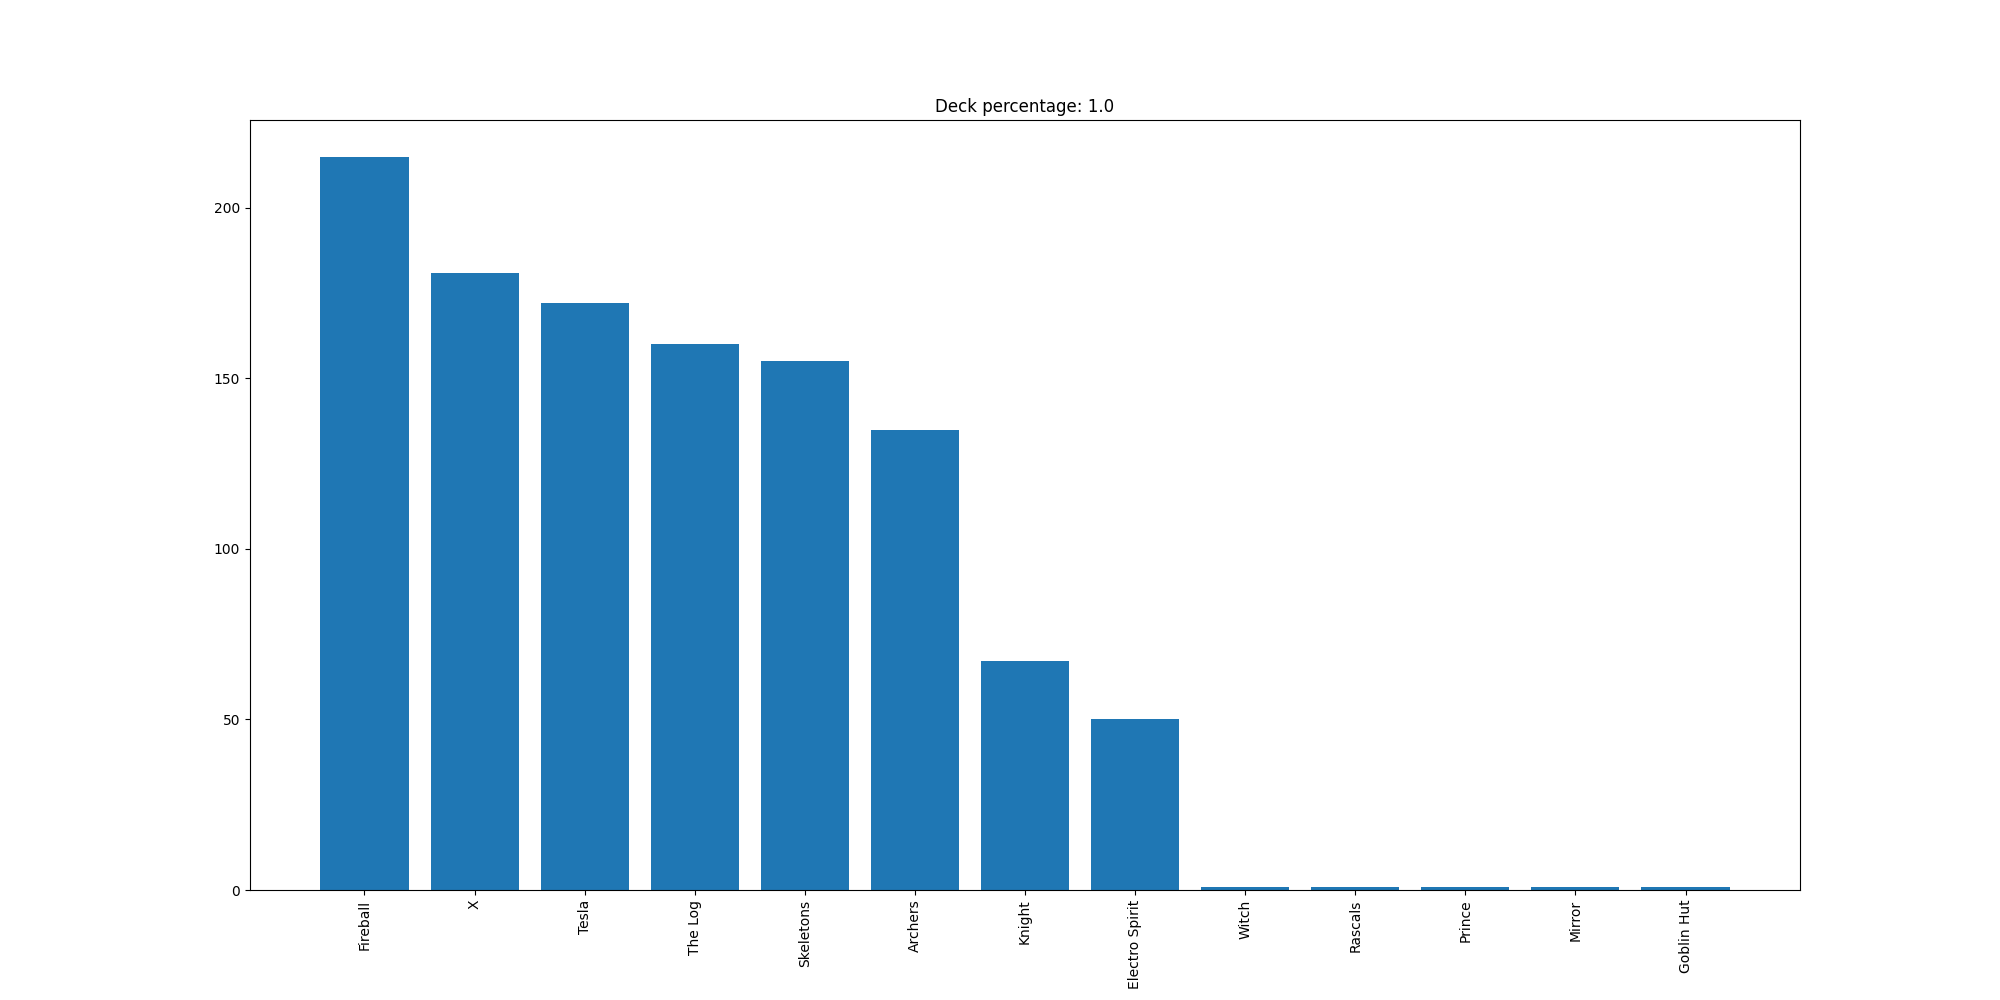 Deck percentage: 1.0
200
150
100
50
0
Fireball
X
Tesla
The Log
Skeletons
Archers
Knight
Electro Spirit
Witch
Rascals
Prince
Mirror
Goblin Hut